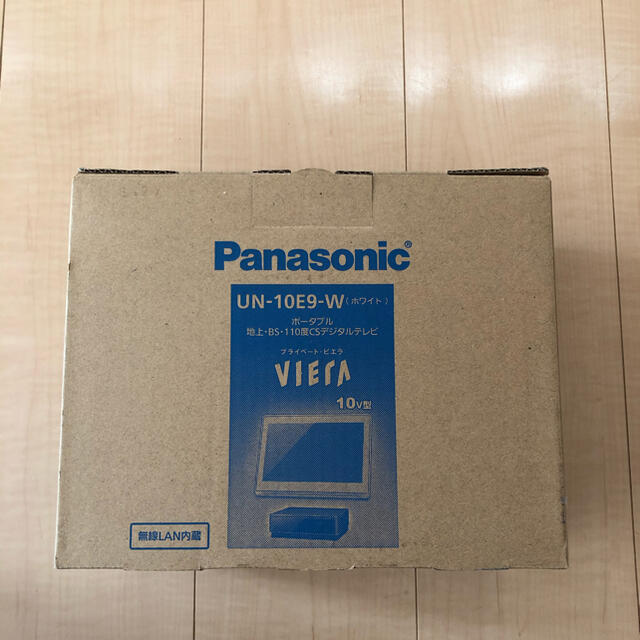 Panasonic®
UN-10E9-W(ホワイト)
ポータブル
地上・BS・110度CSデジタルテレビ
プライベート・ビエラ
VIErA
10V型
無線LAN内蔵